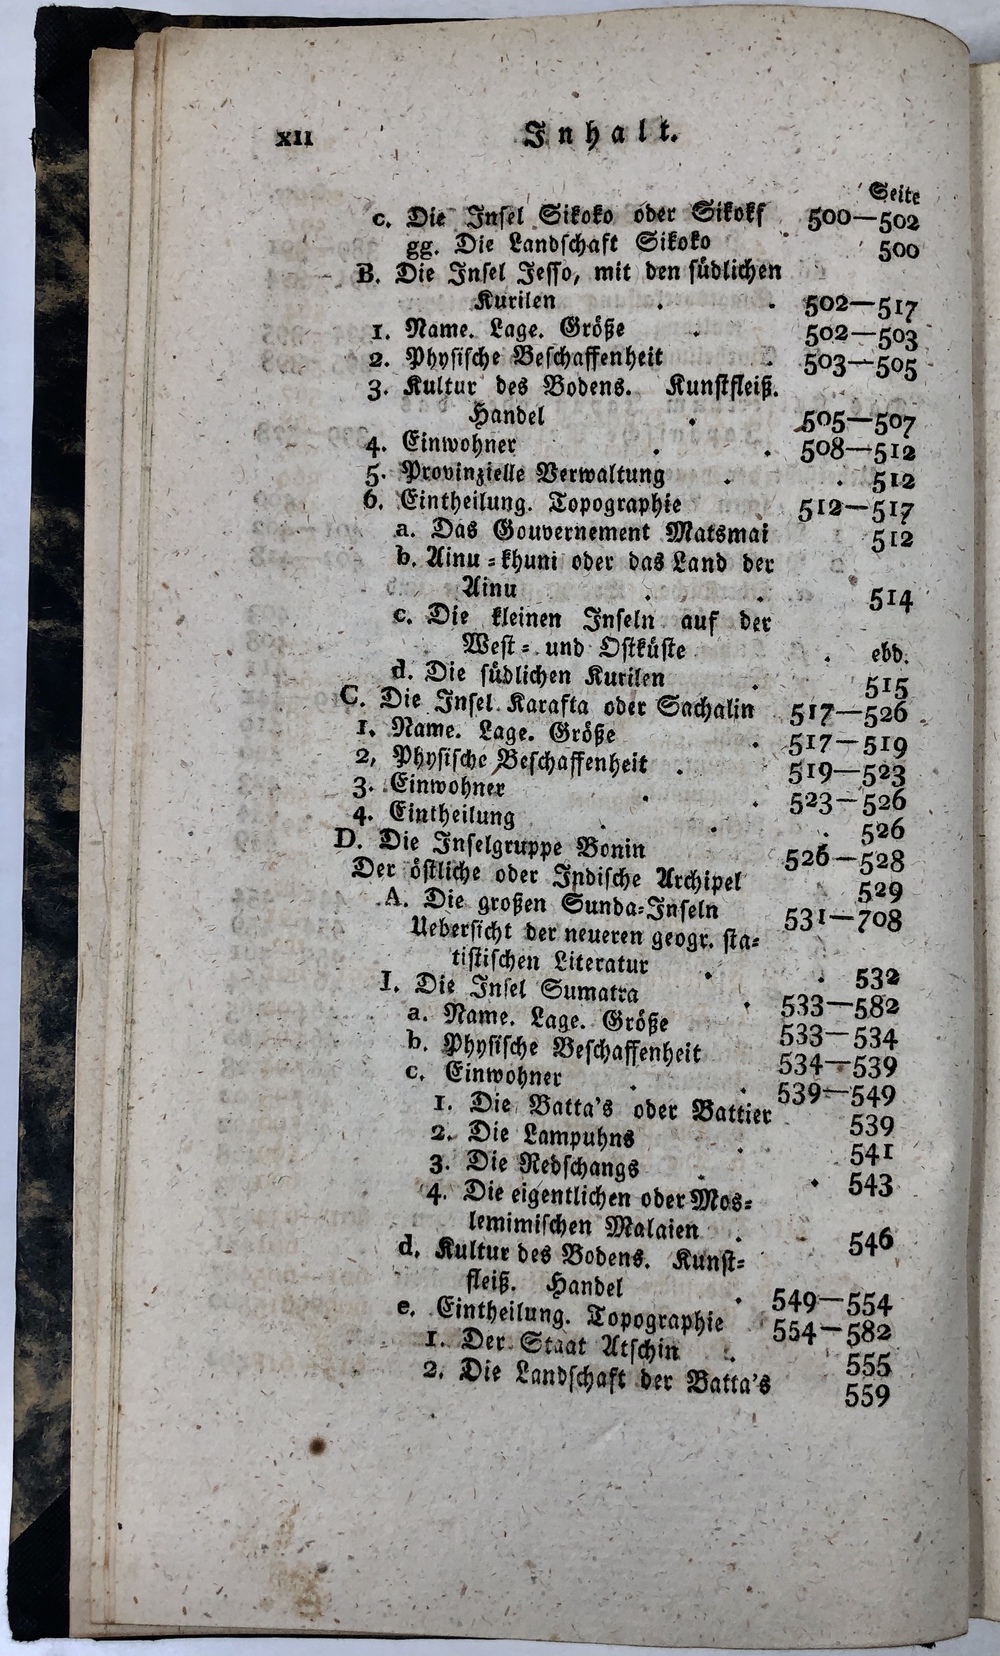 XII Inhalt.
Seite
c. Die Insel Sikoko oder Sikokf 500—502
gg. Die Landschaft Sikoko 500
B. Die Insel Jesso, mit den südlichen
Kurilen . . 502—517
1. Name. Lage. Größe . 502—503
2. Physische Beschaffenheit 503—505
3. Kultur des Bodens. Kunstfleiß.
Handel . 505—507
4. Einwohner . . 508—512
5. Provinzielle Verwaltung . . 512
6. Eintheilung. Topographie 512—517
a. Das Gouvernement Matsmai 512
b. Ainu=khuni oder das Land der
Ainu . . 514
c. Die kleinen Inseln auf der
West= und Ostküste . ebd.
d. Die südlichen Kurilen . 515
C. Die Insel Karafta oder Sachalin 517—526
1. Name. Lage. Größe . 517—519
2, Physische Beschaffenheit . 519—523
3. Einwohner . . 523—526
4. Eintheilung . . . 526
D. Die Inselgruppe Bonin 526—528
Der östliche oder Indische Archipel 529
A. Die großen Sunda=Inseln 531—708
Uebersicht der neueren geogr. sta=
tistischen Literatur . . 532
I. Die Insel Sumatra . 533—582
a. Name. Lage. Größe 533—534
b. Physische Beschaffenheit 534—539
c. Einwohner . . 539—549
1. Die Batta's oder Battier 539
2. Die Lampuhns . 541
3. Die Redschangs . . 543
4. Die eigentlichen oder Mos=
lemimischen Malaien . 546
d. Kultur des Bodens. Kunst=
fleiß. Handel . 549—554
e. Eintheilung. Topographie 554—582
1. Der Staat Atschin . 555
2. Die Landschaft der Batta's 559